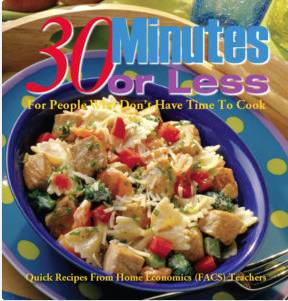 30 Minutes
or Less
For People Who Don't Have Time To Cook
Quick Recipes From Home Economics (FACS) Teachers